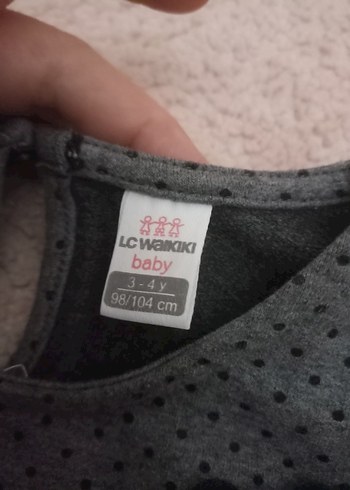 LC WAIKIKI
baby
3 - 4 y
98/104 cm